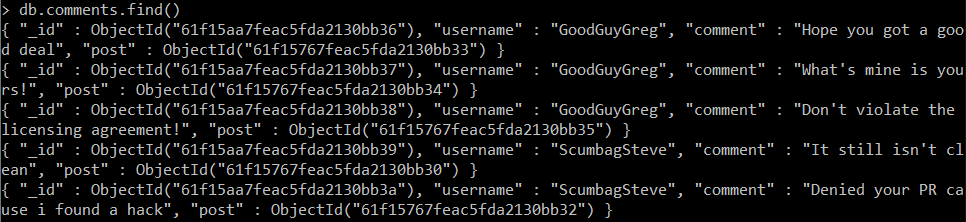 > db.comments.find()
{ "_id" : ObjectId("61f15aa7feac5fda2130bb36"), "username" : "GoodGuyGreg", "comment" : "Hope you got a goo
d deal", "post" : ObjectId("61f15767feac5fda2130bb33") }
{ "_id" : ObjectId("61f15aa7feac5fda2130bb37"), "username" : "GoodGuyGreg", "comment" : "What's mine is you
rs!", "post" : ObjectId("61f15767feac5fda2130bb34") }
{ "_id" : ObjectId("61f15aa7feac5fda2130bb38"), "username" : "GoodGuyGreg", "comment" : "Don't violate the
licensing agreement!", "post" : ObjectId("61f15767feac5fda2130bb35") }
{ "_id" : ObjectId("61f15aa7feac5fda2130bb39"), "username" : "ScumbagSteve", "comment" : "It still isn't cl
ean", "post" : ObjectId("61f15767feac5fda2130bb30") }
{ "_id" : ObjectId("61f15aa7feac5fda2130bb3a"), "username" : "ScumbagSteve", "comment" : "Denied your PR ca
use i found a hack", "post" : ObjectId("61f15767feac5fda2130bb32") }